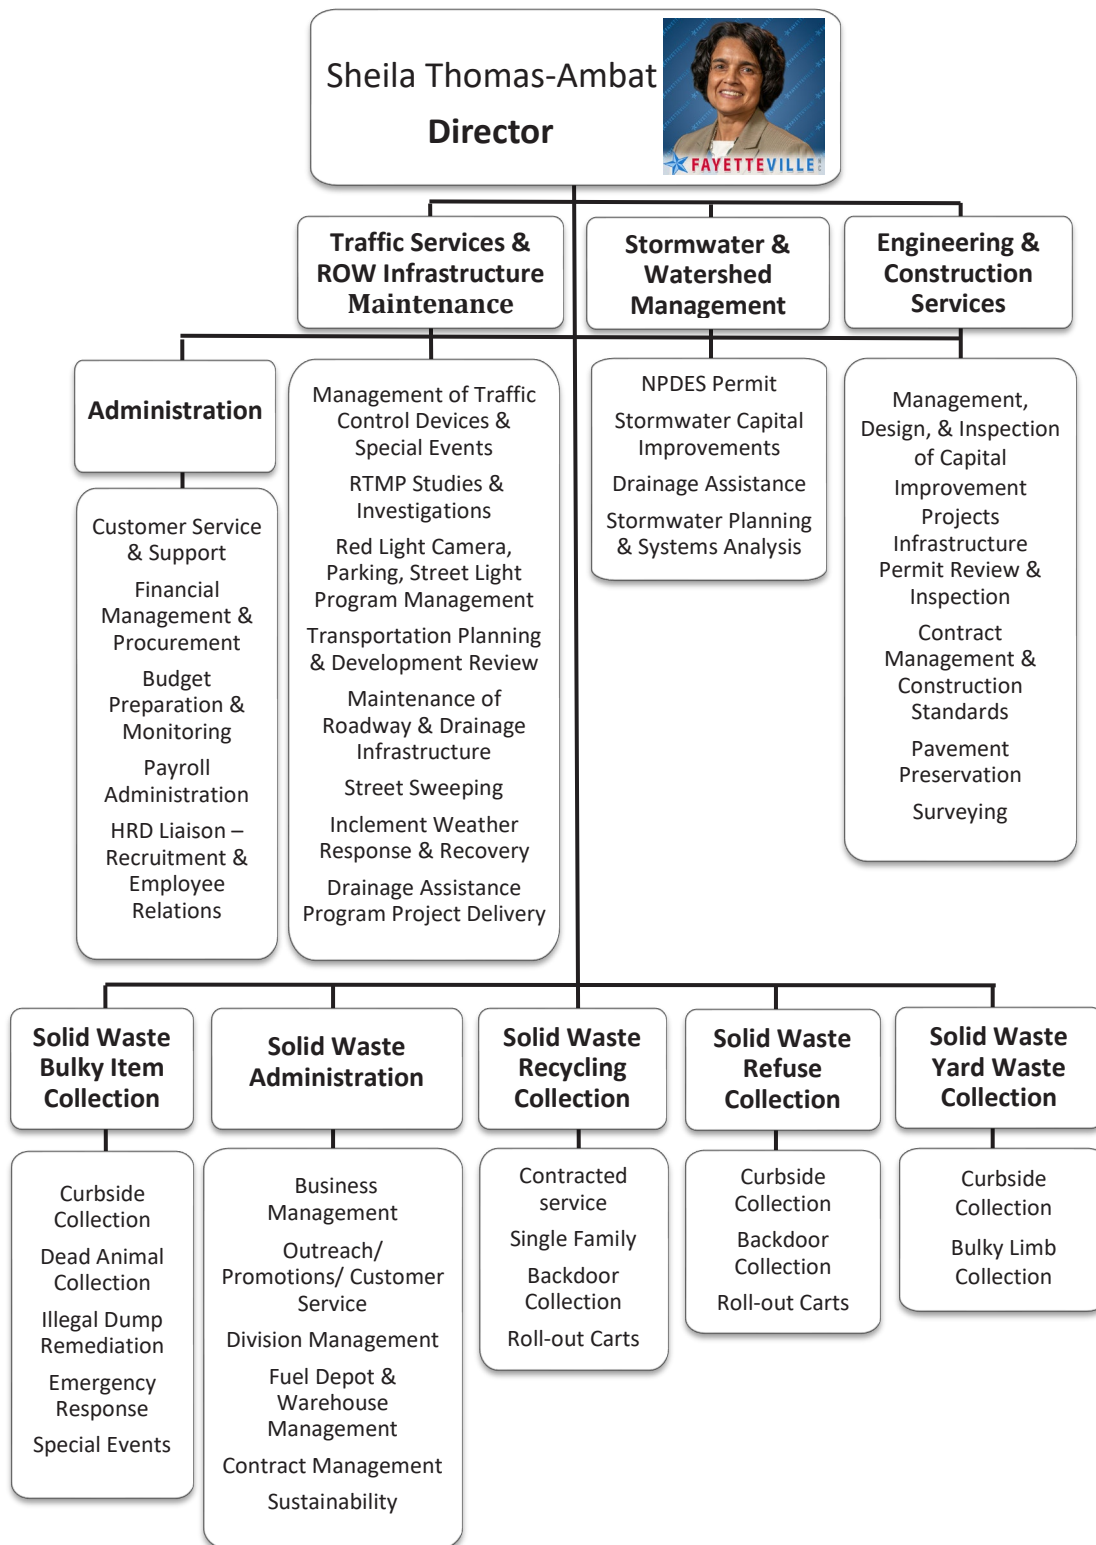 Sheila Thomas-Ambat
Director
FAYETTEVILLE
Traffic Services &
ROW Infrastructure
Maintenance
Stormwater &
Watershed
Management
Engineering &
Construction
Services
Administration
Customer Service
& Support
Financial
Management &
Procurement
Budget
Preparation &
Monitoring
Payroll
Administration
HRD Liaison –
Recruitment &
Employee
Relations
Management of Traffic
Control Devices &
Special Events
RTMP Studies &
Investigations
Red Light Camera,
Parking, Street Light
Program Management
Transportation Planning
& Development Review
Maintenance of
Roadway & Drainage
Infrastructure
Street Sweeping
Inclement Weather
Response & Recovery
Drainage Assistance
Program Project Delivery
NPDES Permit
Stormwater Capital
Improvements
Drainage Assistance
Stormwater Planning
& Systems Analysis
Management,
Design, & Inspection
of Capital
Improvement
Projects
Infrastructure
Permit Review &
Inspection
Contract
Management &
Construction
Standards
Pavement
Preservation
Surveying
Solid Waste
Bulky Item
Collection
Solid Waste
Administration
Solid Waste
Recycling
Collection
Solid Waste
Refuse
Collection
Solid Waste
Yard Waste
Collection
Curbside
Collection
Dead Animal
Collection
Illegal Dump
Remediation
Emergency
Response
Special Events
Business
Management
Outreach/
Promotions/ Customer
Service
Division Management
Fuel Depot &
Warehouse
Management
Contract Management
Sustainability
Contracted
service
Single Family
Backdoor
Collection
Roll-out Carts
Curbside
Collection
Backdoor
Collection
Roll-out Carts
Curbside
Collection
Bulky Limb
Collection